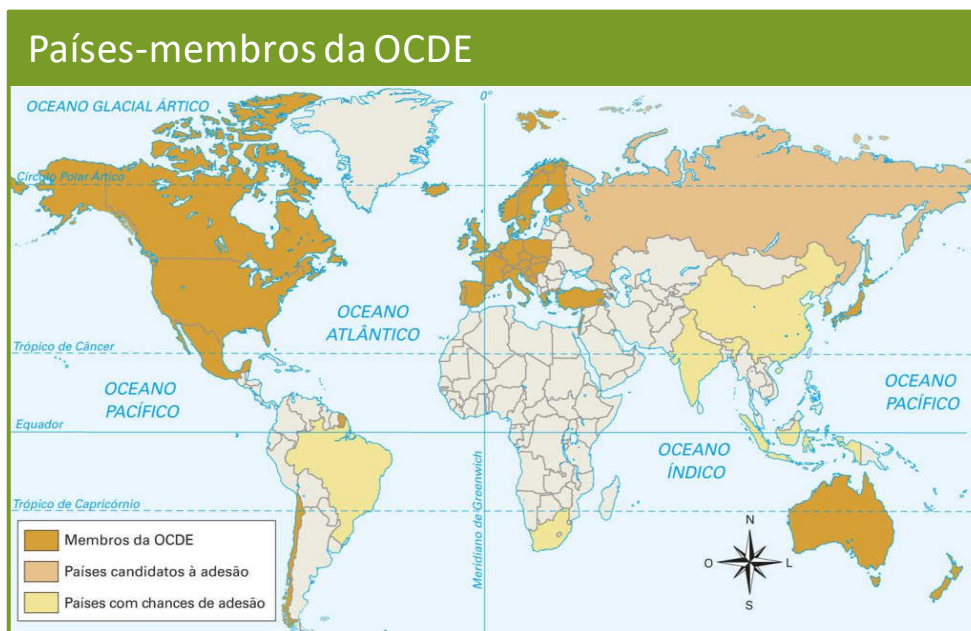 Países-membros da OCDE
OCEANO GLACIAL ÁRTICO
0°
Círculo Polar Ártico
OCEANO
ATLÂNTICO
Trópico de Câncer
OCEANO
PACÍFICO
OCEANO
PACÍFICO
Equador
OCEANO
ÍNDICO
Meridiano de Greenwich
Trópico de Capricórnio
N
O
L
S
Membros da OCDE
Países candidatos à adesão
Países com chances de adesão